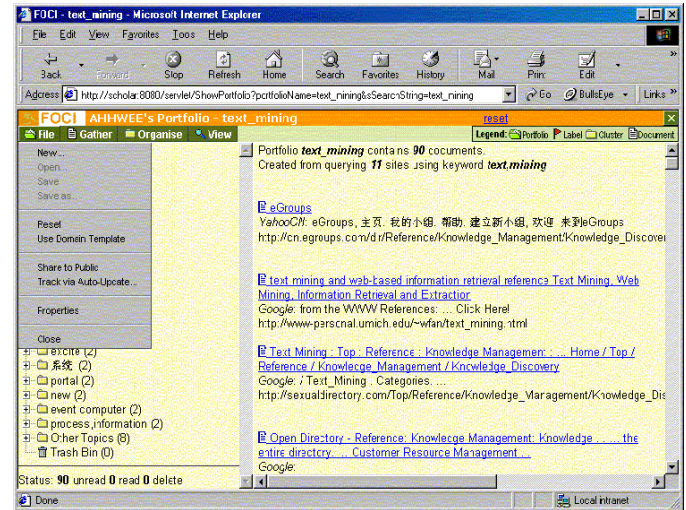 FOCI - text_mining - Microsoft Internet Explorer
File Edit View Favorites Tools Help
Back Forward Stop Refresh Home Search Favorites History Mail Print Edit
Address http://scholar:8080/servlet/ShowPortfolio?portfolioName=text_mining&sSearchString=text_mining Go BullsEye Links
FOCI AHHWEE's Portfolio - text_mining reset
File Gather Organise View Legend: Portfolio Label Cluster Document
New...
Open...
Save
Save as...
Reset
Use Domain Template
Share to Public
Track via Auto-Update...
Properties
Close
excite (2)
系统 (2)
portal (2)
new (2)
event computer (2)
process,information (2)
Other Topics (8)
Trash Bin (0)
Status: 90 unread 0 read 0 delete
Portfolio text_mining contains 90 documents.
Created from querying 11 sites using keyword text,mining
eGroups
YahooCN: eGroups, 主页. 我的小组. 帮助. 建立新小组, 欢迎 来到eGroups
http://cn.egroups.com/dir/Reference/Knowledge_Management/Knowledge_Discover
text mining and web-based information retrieval reference Text Mining, Web
Mining, Information Retrieval and Extraction
Google: from the WWW References: ... Click Here!
http://www-personal.umich.edu/~wfan/text_mining.html
Text Mining : Top : Reference : Knowledge Management : ... Home / Top /
Reference / Knowledge_Management / Knowledge_Discovery
Google: / Text_Mining . Categories. ...
http://sexualdirectory.com/Top/Reference/Knowledge_Management/Knowledge_Dis
Open Directory - Reference: Knowledge Management: Knowledge ... ... the
entire directory. ... Customer Resource Management ...
Google:
Done Local intranet